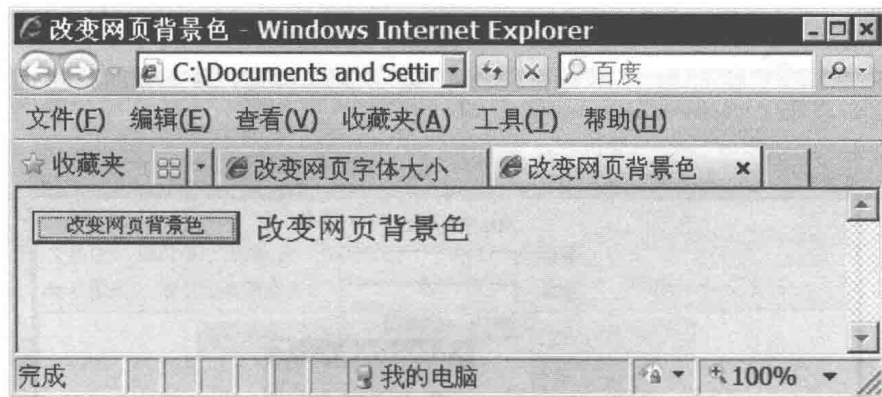 改变网页背景色 - Windows Internet Explorer
C:\Documents and Settir 百度
文件(F) 编辑(E) 查看(V) 收藏夹(A) 工具(T) 帮助(H)
收藏夹 改变网页字体大小 改变网页背景色
改变网页背景色 改变网页背景色
完成 我的电脑 100%